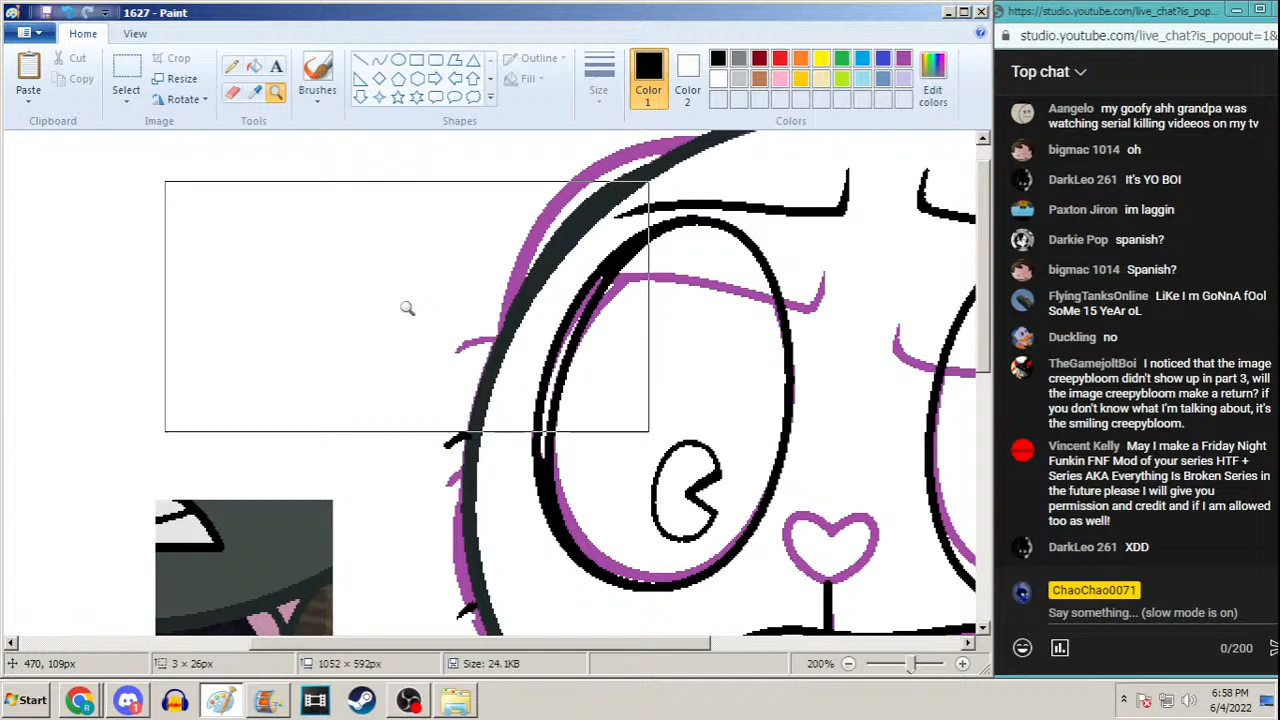 1627 - Paint
https://studio.youtube.com/live_chat?is_pop...
Home
View
https://studio.youtube.com/live_chat?is_popout=1&
Paste
Cut
Copy
Select
Crop
Resize
Rotate
A
Brushes
Outline
Fill
Size
Color
1
Color
2
Edit
colors
Clipboard
Image
Tools
Shapes
Colors
Top chat
Aangelo my goofy ahh grandpa was
watching serial killing videeos on my tv
bigmac 1014 oh
DarkLeo 261 It's YO BOI
Paxton Jiron im laggin
Darkie Pop spanish?
bigmac 1014 Spanish?
FlyingTanksOnline LiKe I m GoNnA fOol
SoMe 15 YeAr oL
Duckling no
TheGamejoltBoi I noticed that the image
creepybloom didn't show up in part 3, will
the image creepybloom make a return? if
you don't know what I'm talking about, it's
the smiling creepybloom.
Vincent Kelly May I make a Friday Night
Funkin FNF Mod of your series HTF +
Series AKA Everything Is Broken Series in
the future please I will give you
permission and credit and if I am allowed
too as well!
DarkLeo 261 XDD
ChaoChao0071
Say something... (slow mode is on)
0/200
470, 109px
3 × 26px
1052 × 592px
Size: 24.1KB
200%
Start
6:58 PM
6/4/2022